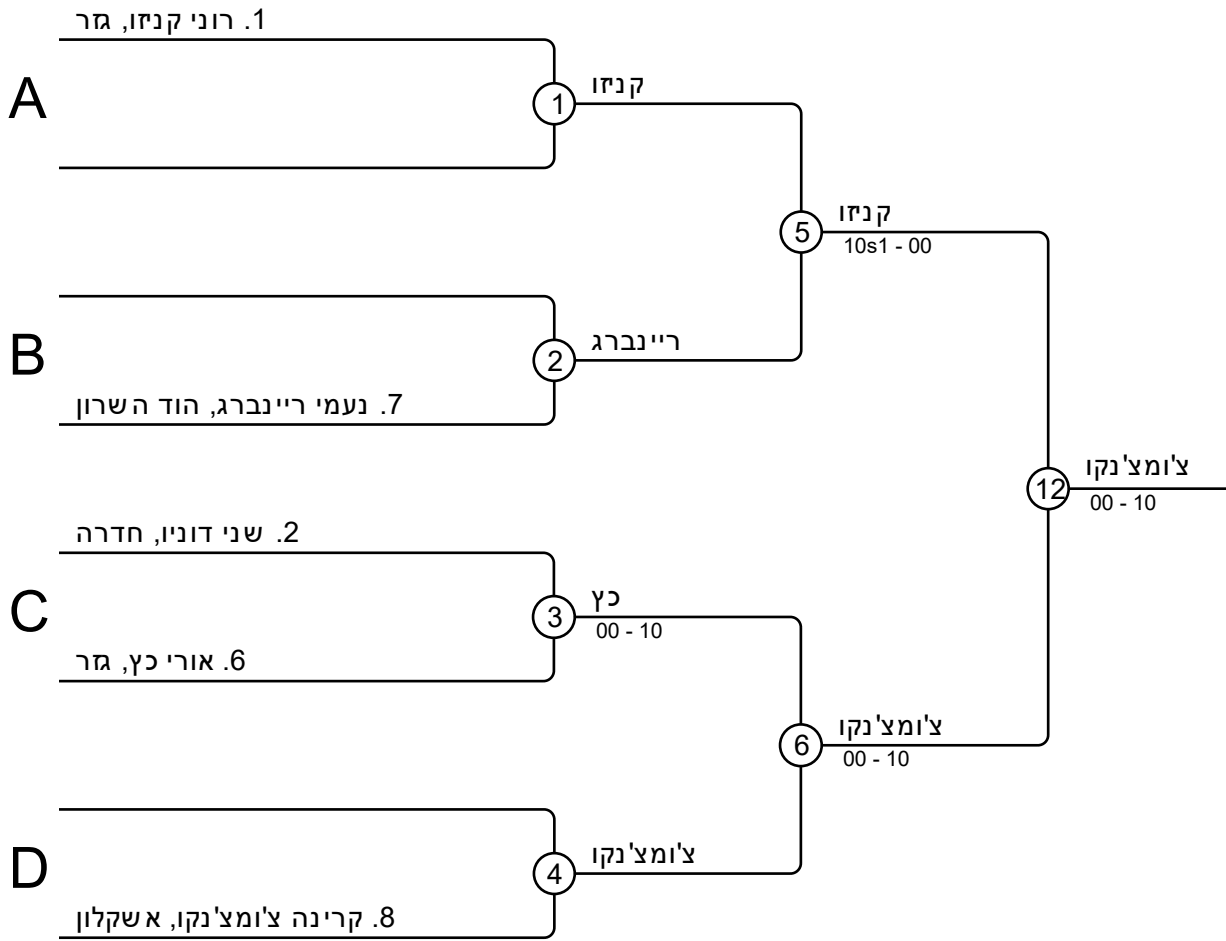 1. רוני קניזו, גזר
A
1
קניזו
5
קניזו
10s1 - 00
B
2
ריינברג
7. נעמי ריינברג, הוד השרון
12
צ'ומצ'נקו
00 - 10
2. שני דוניו, חדרה
C
3
כץ
00 - 10
6. אורי כץ, גזר
6
צ'ומצ'נקו
00 - 10
D
4
צ'ומצ'נקו
8. קרינה צ'ומצ'נקו, אשקלון